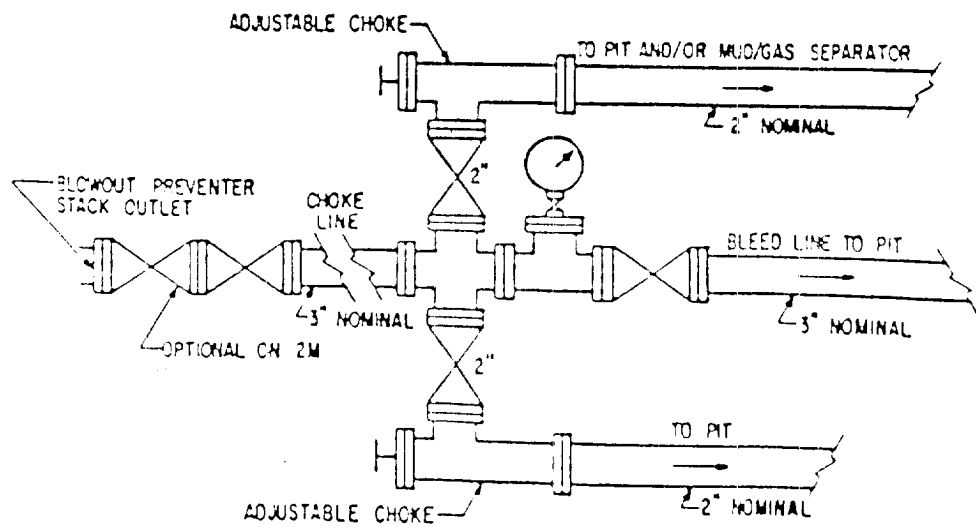 ADJUSTABLE CHOKE
TO PIT AND/OR MUD/GAS SEPARATOR
2" NOMINAL
2"
BLOWOUT PREVENTER
STACK OUTLET
CHOKE
LINE
BLEED LINE TO PIT
3" NOMINAL
3" NOMINAL
OPTIONAL ON 2M
2"
TO PIT
ADJUSTABLE CHOKE
2" NOMINAL